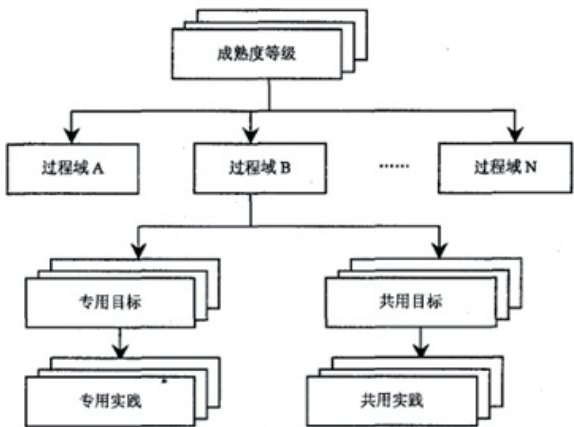 成熟度等级
过程域 A
过程域 B
......
过程域 N
专用目标
共用目标
专用实践
共用实践